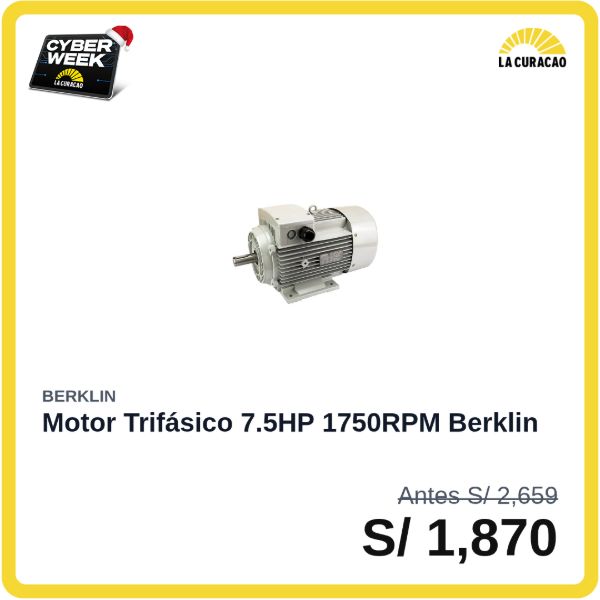 CYBER
WEEK
LA CURACAO
LA CURACAO
BERKLIN
Motor Trifásico 7.5HP 1750RPM Berklin
Antes S/ 2,659
S/ 1,870